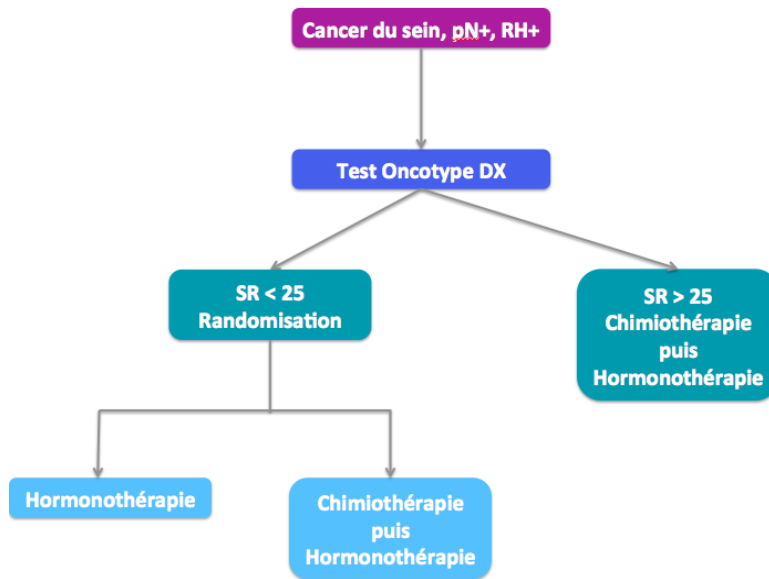 Cancer du sein, pN+, RH+
Test Oncotype DX
SR < 25
Randomisation
SR > 25
Chimiothérapie
puis
Hormonothérapie
Hormonothérapie
Chimiothérapie
puis
Hormonothérapie